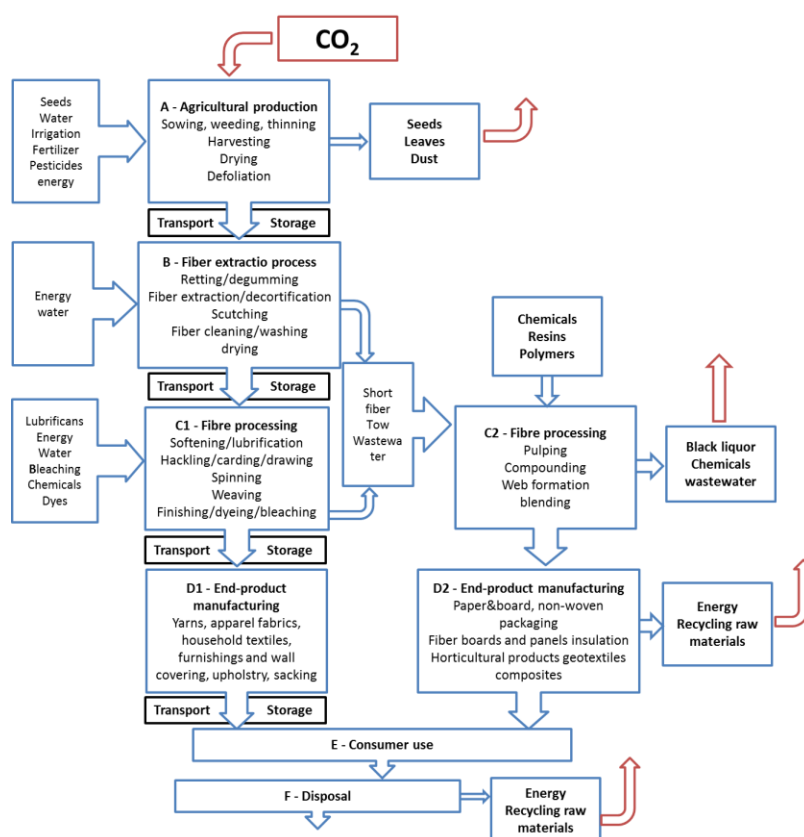 CO2
Seeds
Water
Irrigation
Fertilizer
Pesticides
energy
A - Agricultural production
Sowing, weeding, thinning
Harvesting
Drying
Defoliation
Seeds
Leaves
Dust
Transport Storage
Energy
water
B - Fiber extractio process
Retting/degumming
Fiber extraction/decortification
Scutching
Fiber cleaning/washing
drying
Transport Storage
Chemicals
Resins
Polymers
Lubrificans
Energy
Water
Bleaching
Chemicals
Dyes
C1 - Fibre processing
Softening/lubrification
Hackling/carding/drawing
Spinning
Weaving
Finishing/dyeing/bleaching
Short
fiber
Tow
Wastewa
ter
C2 - Fibre processing
Pulping
Compounding
Web formation
blending
Black liquor
Chemicals
wastewater
Transport Storage
D1 - End-product
manufacturing
Yarns, apparel fabrics,
household textiles,
furnishings and wall
covering, upholstry, sacking
D2 - End-product manufacturing
Paper&board, non-woven
packaging
Fiber boards and panels insulation
Horticultural products geotextiles
composites
Energy
Recycling raw
materials
Transport Storage
E - Consumer use
F - Disposal
Energy
Recycling raw
materials